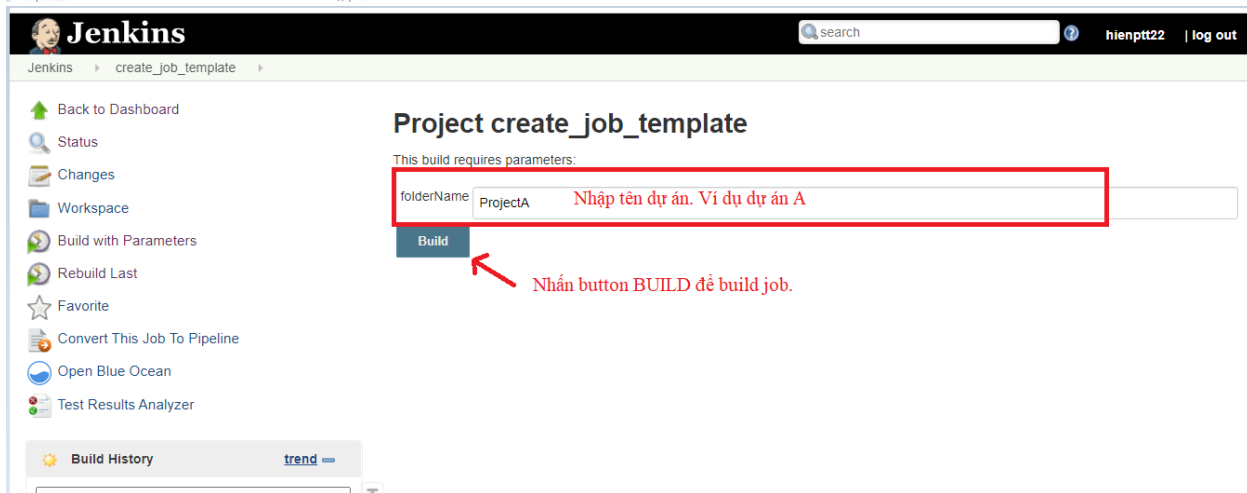 Jenkins
search
hienptt22
| log out
Jenkins
create_job_template
Back to Dashboard
Status
Changes
Workspace
Build with Parameters
Rebuild Last
Favorite
Convert This Job To Pipeline
Open Blue Ocean
Test Results Analyzer
Build History
trend
Project create_job_template
This build requires parameters:
folderName
ProjectA
Nhập tên dự án. Ví dụ dự án A
Build
Nhấn button BUILD để build job.